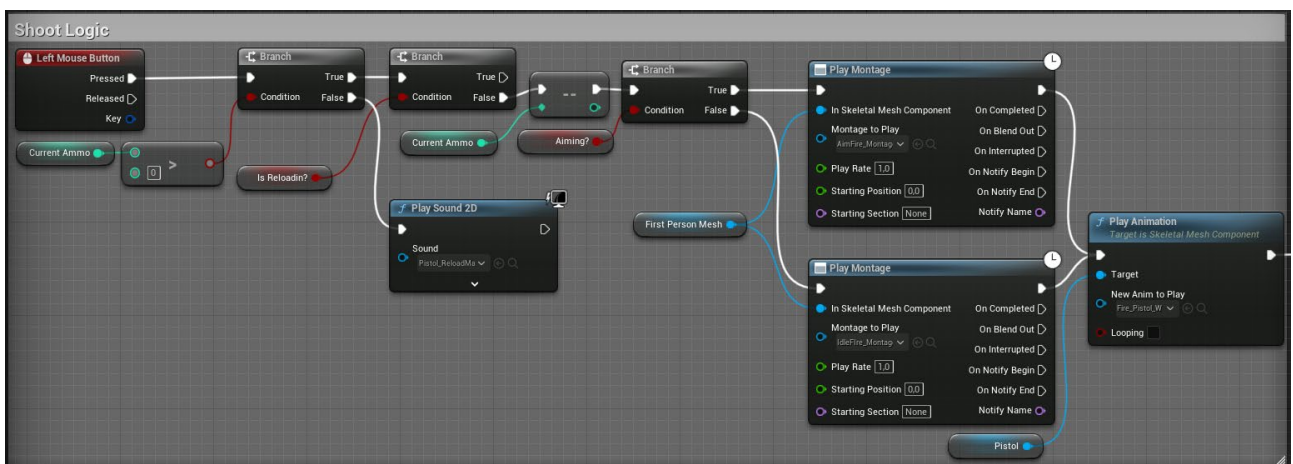 Shoot Logic
Left Mouse Button
Pressed
Released
Key
Current Ammo
0
>
Branch
True
Condition
False
Is Reloadin?
Branch
True
Condition
False
Current Ammo
--
Aiming?
Play Sound 2D
Sound
Pistol_ReloadMa
Branch
True
Condition
False
First Person Mesh
Play Montage
In Skeletal Mesh Component
On Completed
Montage to Play
On Blend Out
AimFire_Montag
On Interrupted
Play Rate 1,0
On Notify Begin
Starting Position 0,0
On Notify End
Starting Section None
Notify Name
Play Montage
In Skeletal Mesh Component
On Completed
Montage to Play
On Blend Out
IdleFire_Montag
On Interrupted
Play Rate 1,0
On Notify Begin
Starting Position 0,0
On Notify End
Starting Section None
Notify Name
Pistol
Play Animation
Target is Skeletal Mesh Component
Target
New Anim to Play
Fire_Pistol_W
Looping